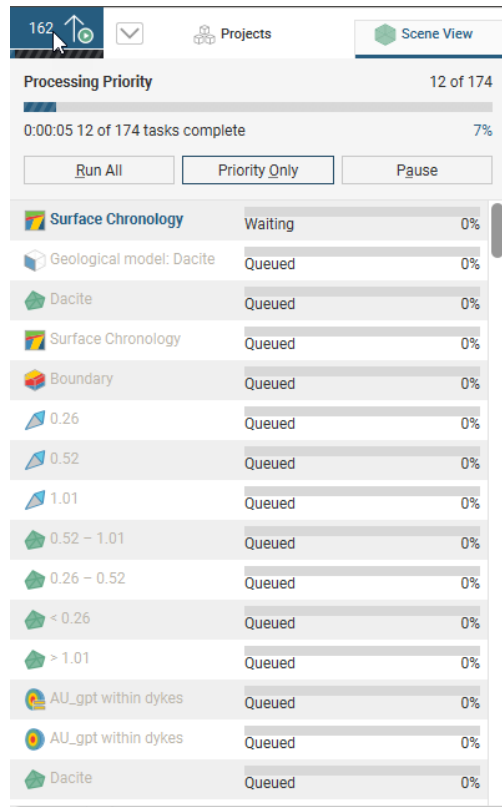 162
Projects
Scene View
Processing Priority 12 of 174
0:00:05 12 of 174 tasks complete 7%
Run All Priority Only Pause
Surface Chronology Waiting 0%
Geological model: Dacite Queued 0%
Dacite Queued 0%
Surface Chronology Queued 0%
Boundary Queued 0%
0.26 Queued 0%
0.52 Queued 0%
1.01 Queued 0%
0.52 – 1.01 Queued 0%
0.26 – 0.52 Queued 0%
< 0.26 Queued 0%
> 1.01 Queued 0%
AU_gpt within dykes Queued 0%
AU_gpt within dykes Queued 0%
Dacite Queued 0%